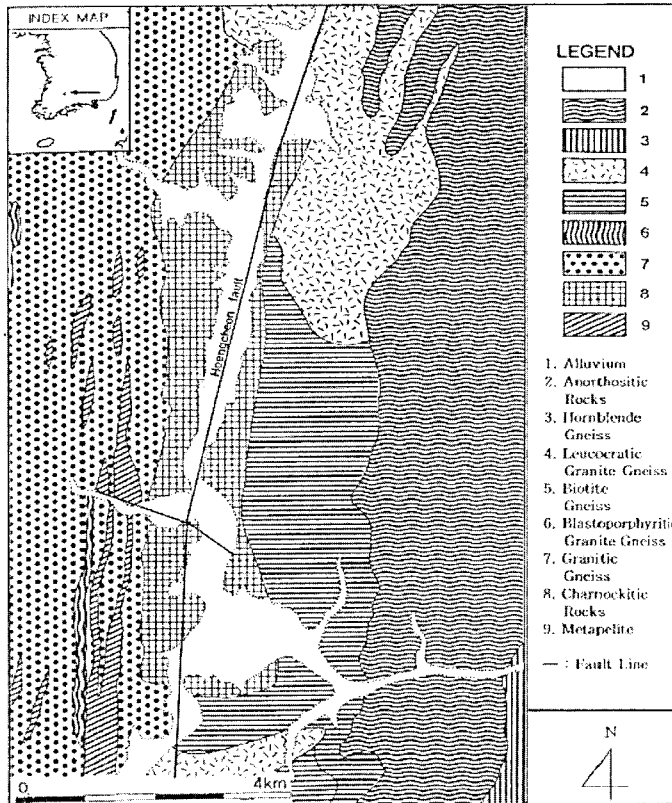 INDEX MAP
LEGEND
1
2
3
4
5
6
7
8
9
1. Alluvium
2. Anorthositic
Rocks
3. Hornblende
Gneiss
4. Leucocratic
Granite Gneiss
5. Biotite
Gneiss
6. Blastoporphyritic
Granite Gneiss
7. Granitic
Gneiss
8. Charnockitic
Rocks
9. Metapelite
— : Fault Line
N
fault
0
4km